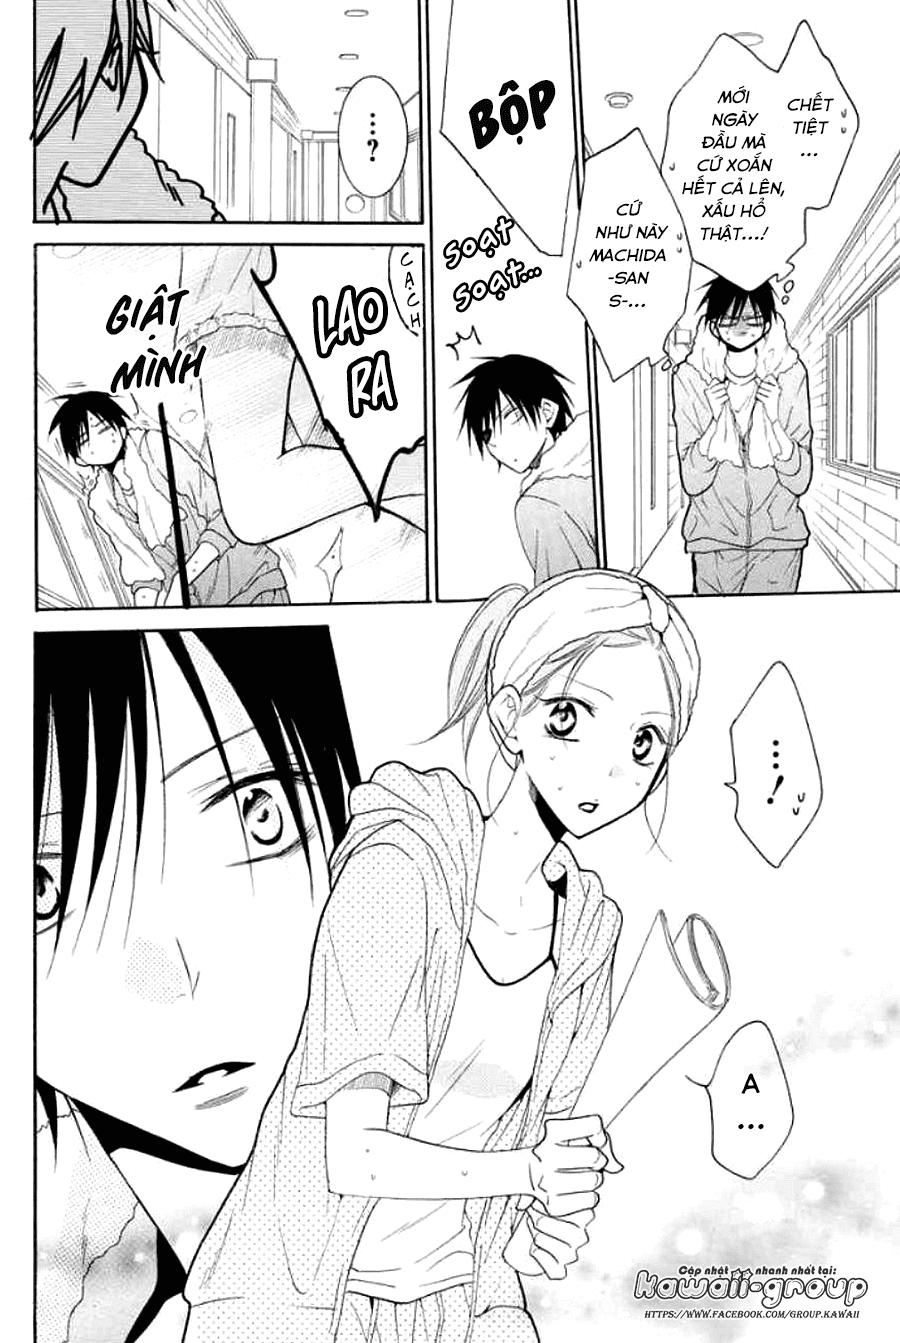 CHẾT
TIỆT
...
MỚI
NGÀY
ĐẦU MÀ
CỨ XOẮN
HẾT CẢ LÊN,
XẤU HỔ
THẬT...!
CỨ
NHƯ NÀY
MACHIDA
-SAN
S-...
BỘP
soạt
soạt...
...?
CẠCH
LAO
RA
GIẬT
MÌNH
...!
A
...
Cập nhật nhanh nhất tại:
kawaii-group
HTTPS://WWW.FACEBOOK.COM/GROUP.KAWAII